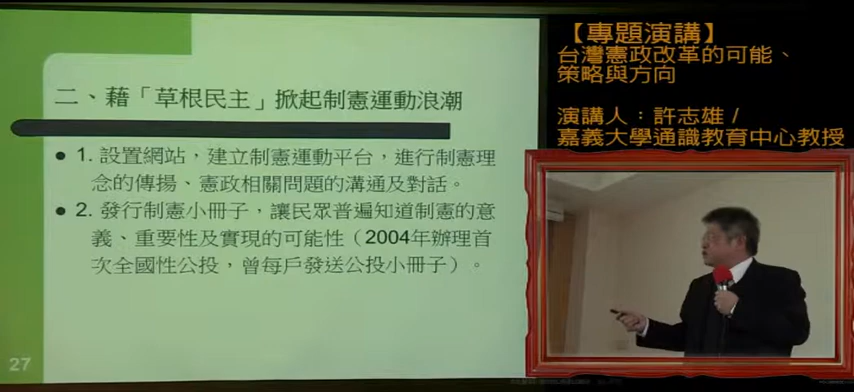 二、藉「草根民主」掀起制憲運動浪潮
● 1. 設置網站，建立制憲運動平台，進行制憲理
念的傳揚、憲政相關問題的溝通及對話。
● 2. 發行制憲小冊子，讓民眾普遍知道制憲的意
義、重要性及實現的可能性（2004年辦理首
次全國性公投，曾每戶發送公投小冊子）。
27
【專題演講】
台灣憲政改革的可能、
策略與方向
演講人：許志雄 /
嘉義大學通識教育中心教授